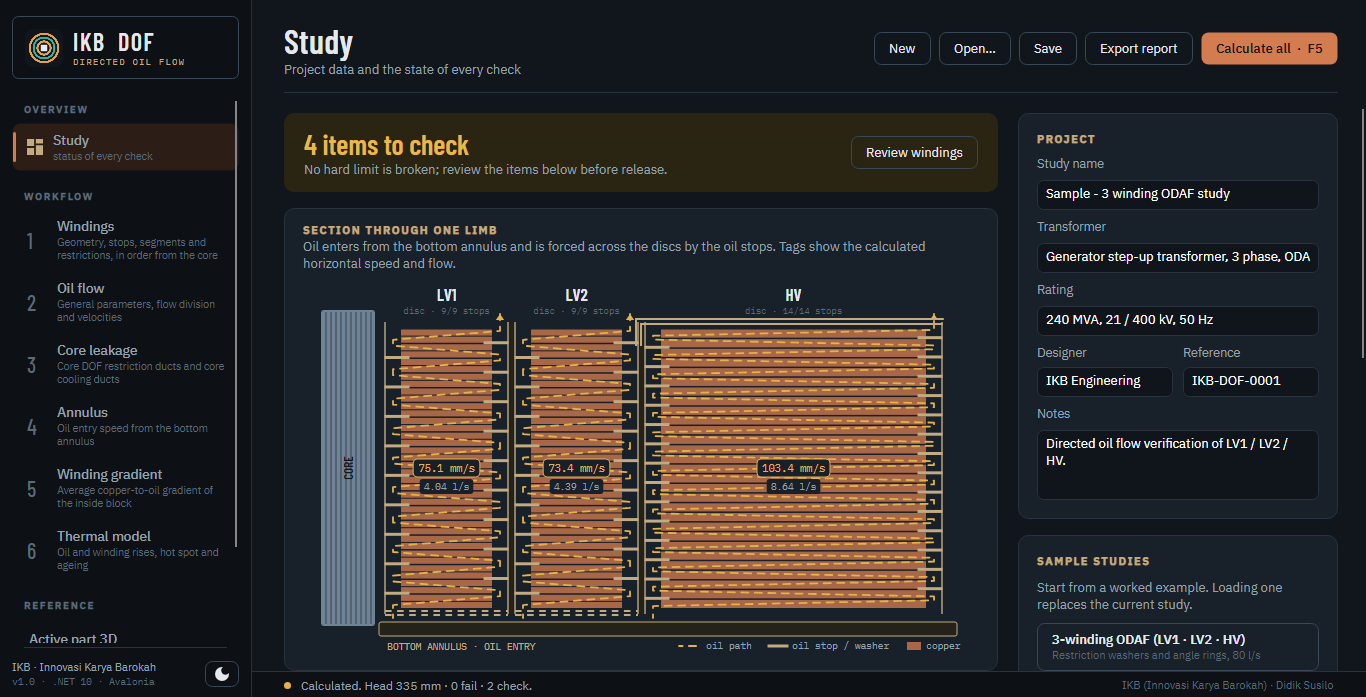 IKB DOF
DIRECTED OIL FLOW
OVERVIEW
Study
status of every check
WORKFLOW
1
Windings
Geometry, stops, segments and
restrictions, in order from the core
2
Oil flow
General parameters, flow division
and velocities
3
Core leakage
Core DOF restriction ducts and core
cooling ducts
4
Annulus
Oil entry speed from the bottom
annulus
5
Winding gradient
Average copper-to-oil gradient of
the inside block
6
Thermal model
Oil and winding rises, hot spot and
ageing
REFERENCE
Active part 3D
IKB · Innovasi Karya Barokah
v1.0 · .NET 10 · Avalonia
Study
Project data and the state of every check
New
Open...
Save
Export report
Calculate all · F5
4 items to check
No hard limit is broken; review the items below before release.
Review windings
SECTION THROUGH ONE LIMB
Oil enters from the bottom annulus and is forced across the discs by the oil stops. Tags show the calculated
horizontal speed and flow.
LV1
disc · 9/9 stops
LV2
disc · 9/9 stops
HV
disc · 14/14 stops
CORE
75.1 mm/s
4.04 l/s
73.4 mm/s
4.39 l/s
103.4 mm/s
8.64 l/s
BOTTOM ANNULUS · OIL ENTRY
oil path
oil stop / washer
copper
PROJECT
Study name
Sample - 3 winding ODAF study
Transformer
Generator step-up transformer, 3 phase, ODA
Rating
240 MVA, 21 / 400 kV, 50 Hz
Designer
Reference
IKB Engineering
IKB-DOF-0001
Notes
Directed oil flow verification of LV1 / LV2 /
HV.
SAMPLE STUDIES
Start from a worked example. Loading one
replaces the current study.
3-winding ODAF (LV1 · LV2 · HV)
Restriction washers and angle rings, 80 l/s
Calculated. Head 335 mm · 0 fail · 2 check.
IKB (Innovasi Karya Barokah) · Didik Susilo